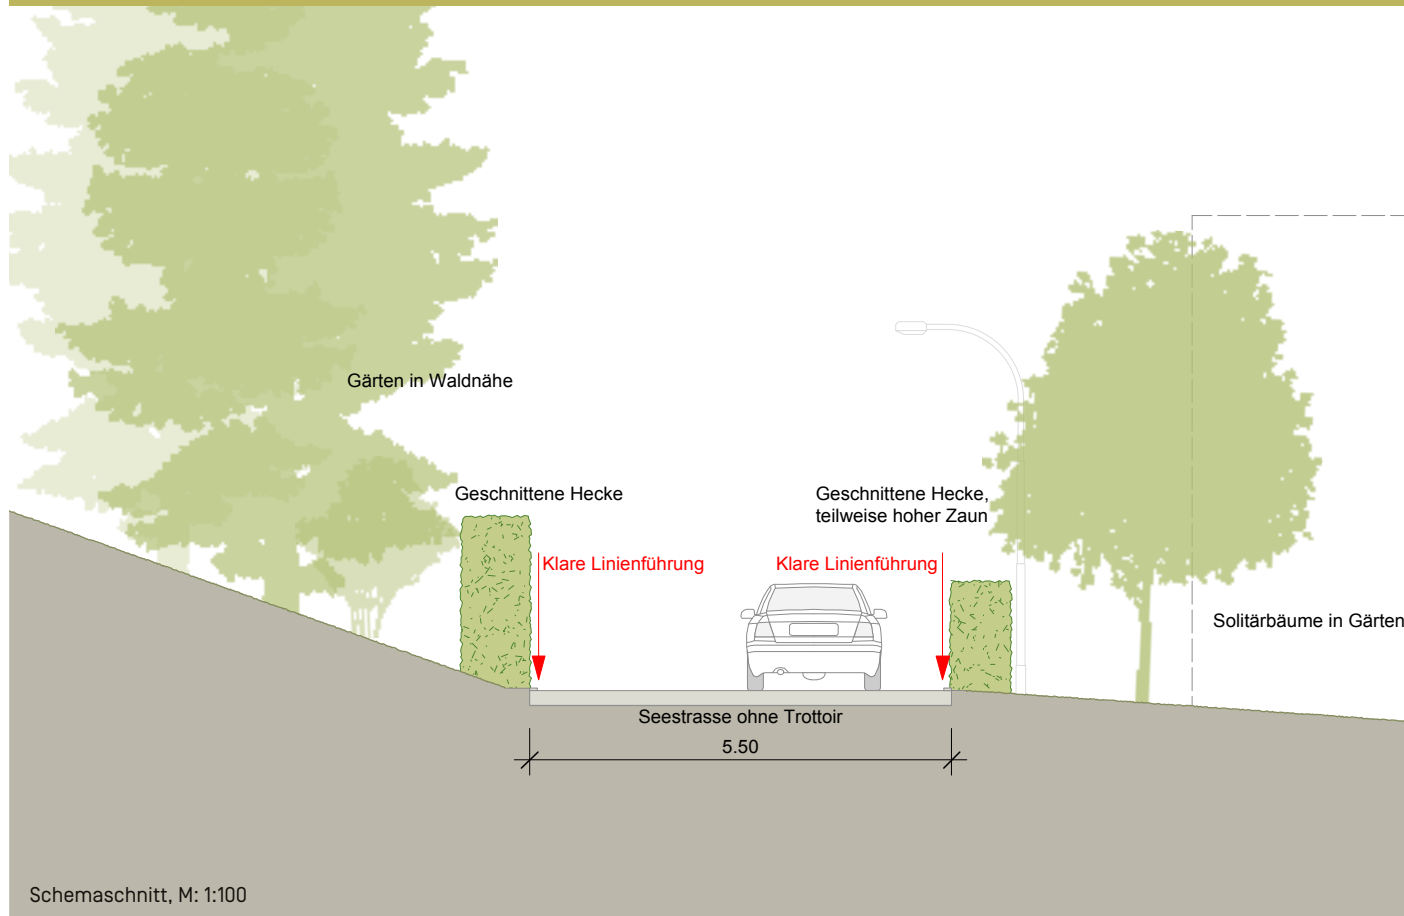 Gärten in Waldnähe
Geschnittene Hecke
Geschnittene Hecke,
teilweise hoher Zaun
Klare Linienführung
Klare Linienführung
Solitärbäume in Gärten
Seestrasse ohne Trottoir
5.50
Schemaschnitt, M: 1:100